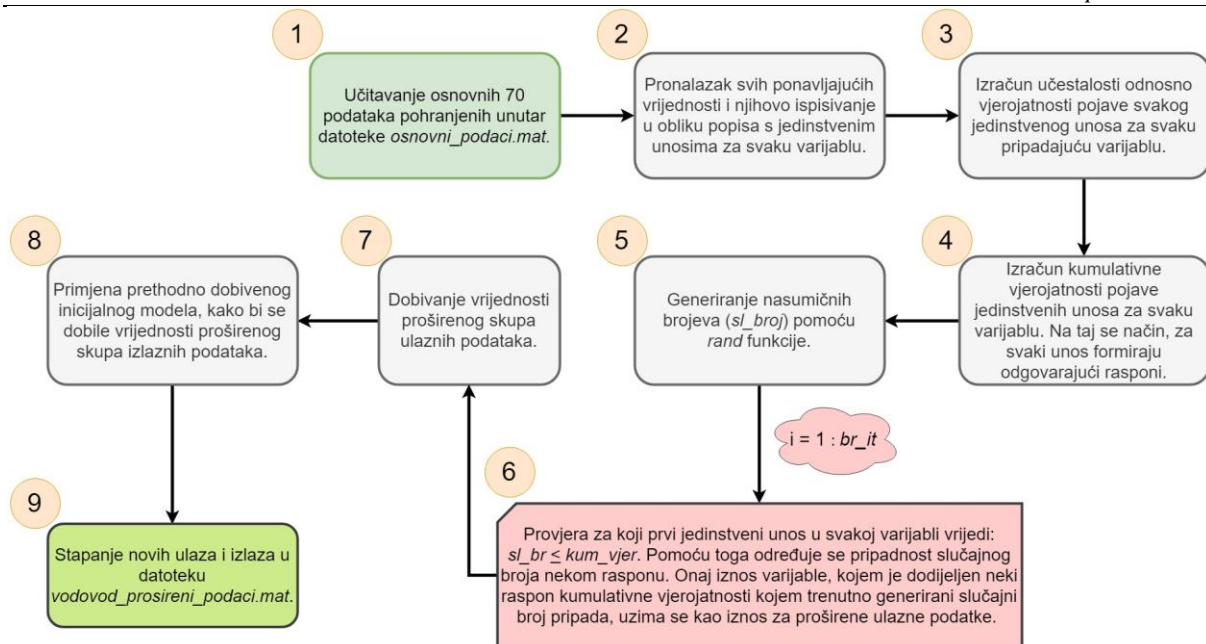 1
Učitavanje osnovnih 70
podataka pohranjenih unutar
datoteke osnovni_podaci.mat.
2
Pronalazak svih ponavljajućih
vrijednosti i njihovo ispisivanje
u obliku popisa s jedinstvenim
unosima za svaku varijablu.
3
Izračun učestalosti odnosno
vjerojatnosti pojave svakog
jedinstvenog unosa za svaku
pripadajuću varijablu.
4
Izračun kumulative
vjerojatnosti pojave
jedinstvenih unosa za svaku
varijablu. Na taj se način, za
svaki unos formiraju
odgovarajući rasponi.
5
Generiranje nasumičnih
brojeva (sl_broj) pomoću
rand funkcije.
i = 1 : br_it
6
Provjera za koji prvi jedinstveni unos u svakoj varijabli vrijedi:
sl_br ≤ kum_vjer. Pomoću toga određuje se pripadnost slučajnog
broja nekom rasponu. Onaj iznos varijable, kojem je dodijeljen neki
raspon kumulativne vjerojatnosti kojem trenutno generirani slučajni
broj pripada, uzima se kao iznos za proširene ulazne podatke.
7
Dobivanje vrijednosti
proširenog skupa
ulaznih podataka.
8
Primjena prethodno dobivenog
inicijalnog modela, kako bi se
dobile vrijednosti proširenog
skupa izlaznih podataka.
9
Stapanje novih ulaza i izlaza u
datoteku
vodovod_prosireni_podaci.mat.